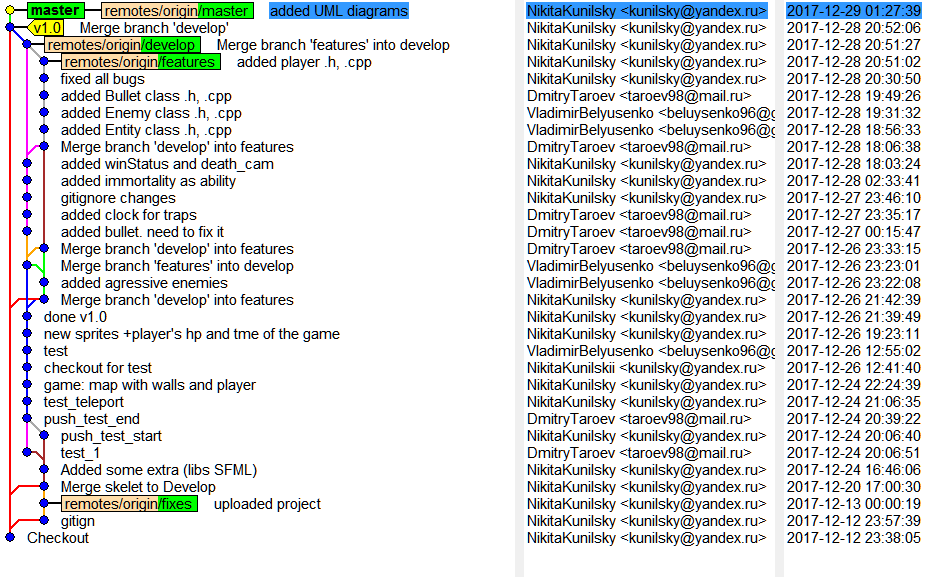 master remotes/origin/master added UML diagrams NikitaKunilsky <kunilsky@yandex.ru> 2017-12-29 01:27:39
v1.0 Merge branch 'develop' NikitaKunilsky <kunilsky@yandex.ru> 2017-12-28 20:52:06
remotes/origin/develop Merge branch 'features' into develop NikitaKunilsky <kunilsky@yandex.ru> 2017-12-28 20:51:27
remotes/origin/features added player .h, .cpp NikitaKunilsky <kunilsky@yandex.ru> 2017-12-28 20:51:02
fixed all bugs NikitaKunilsky <kunilsky@yandex.ru> 2017-12-28 20:30:50
added Bullet class .h, .cpp DmitryTaroev <taroev98@mail.ru> 2017-12-28 19:49:26
added Enemy class .h, .cpp VladimirBelyusenko <beluysenko96@g 2017-12-28 19:31:32
added Entity class .h, .cpp VladimirBelyusenko <beluysenko96@g 2017-12-28 18:56:33
Merge branch 'develop' into features DmitryTaroev <taroev98@mail.ru> 2017-12-28 18:06:38
added winStatus and death_cam NikitaKunilsky <kunilsky@yandex.ru> 2017-12-28 18:03:24
added immortality as ability NikitaKunilsky <kunilsky@yandex.ru> 2017-12-28 02:33:41
gitignore changes NikitaKunilsky <kunilsky@yandex.ru> 2017-12-27 23:46:10
added clock for traps DmitryTaroev <taroev98@mail.ru> 2017-12-27 23:35:17
added bullet. need to fix it DmitryTaroev <taroev98@mail.ru> 2017-12-27 00:15:47
Merge branch 'develop' into features DmitryTaroev <taroev98@mail.ru> 2017-12-26 23:33:15
Merge branch 'features' into develop VladimirBelyusenko <beluysenko96@g 2017-12-26 23:23:01
added agressive enemies VladimirBelyusenko <beluysenko96@g 2017-12-26 23:22:08
Merge branch 'develop' into features NikitaKunilsky <kunilsky@yandex.ru> 2017-12-26 21:42:39
done v1.0 NikitaKunilsky <kunilsky@yandex.ru> 2017-12-26 21:39:49
new sprites +player's hp and tme of the game NikitaKunilsky <kunilsky@yandex.ru> 2017-12-26 19:23:11
test VladimirBelyusenko <beluysenko96@g 2017-12-26 12:55:02
checkout for test NikitaKunilskii <kunilsky@yandex.ru> 2017-12-26 12:41:40
game: map with walls and player NikitaKunilsky <kunilsky@yandex.ru> 2017-12-24 22:24:39
test_teleport NikitaKunilsky <kunilsky@yandex.ru> 2017-12-24 21:06:35
push_test_end DmitryTaroev <taroev98@mail.ru> 2017-12-24 20:39:22
push_test_start NikitaKunilsky <kunilsky@yandex.ru> 2017-12-24 20:06:40
test_1 DmitryTaroev <taroev98@mail.ru> 2017-12-24 20:06:51
Added some extra (libs SFML) NikitaKunilsky <kunilsky@yandex.ru> 2017-12-24 16:46:06
Merge skelet to Develop NikitaKunilsky <kunilsky@yandex.ru> 2017-12-20 17:00:30
remotes/origin/fixes uploaded project NikitaKunilsky <kunilsky@yandex.ru> 2017-12-13 00:00:19
gitign NikitaKunilsky <kunilsky@yandex.ru> 2017-12-12 23:57:39
Checkout NikitaKunilsky <kunilsky@yandex.ru> 2017-12-12 23:38:05